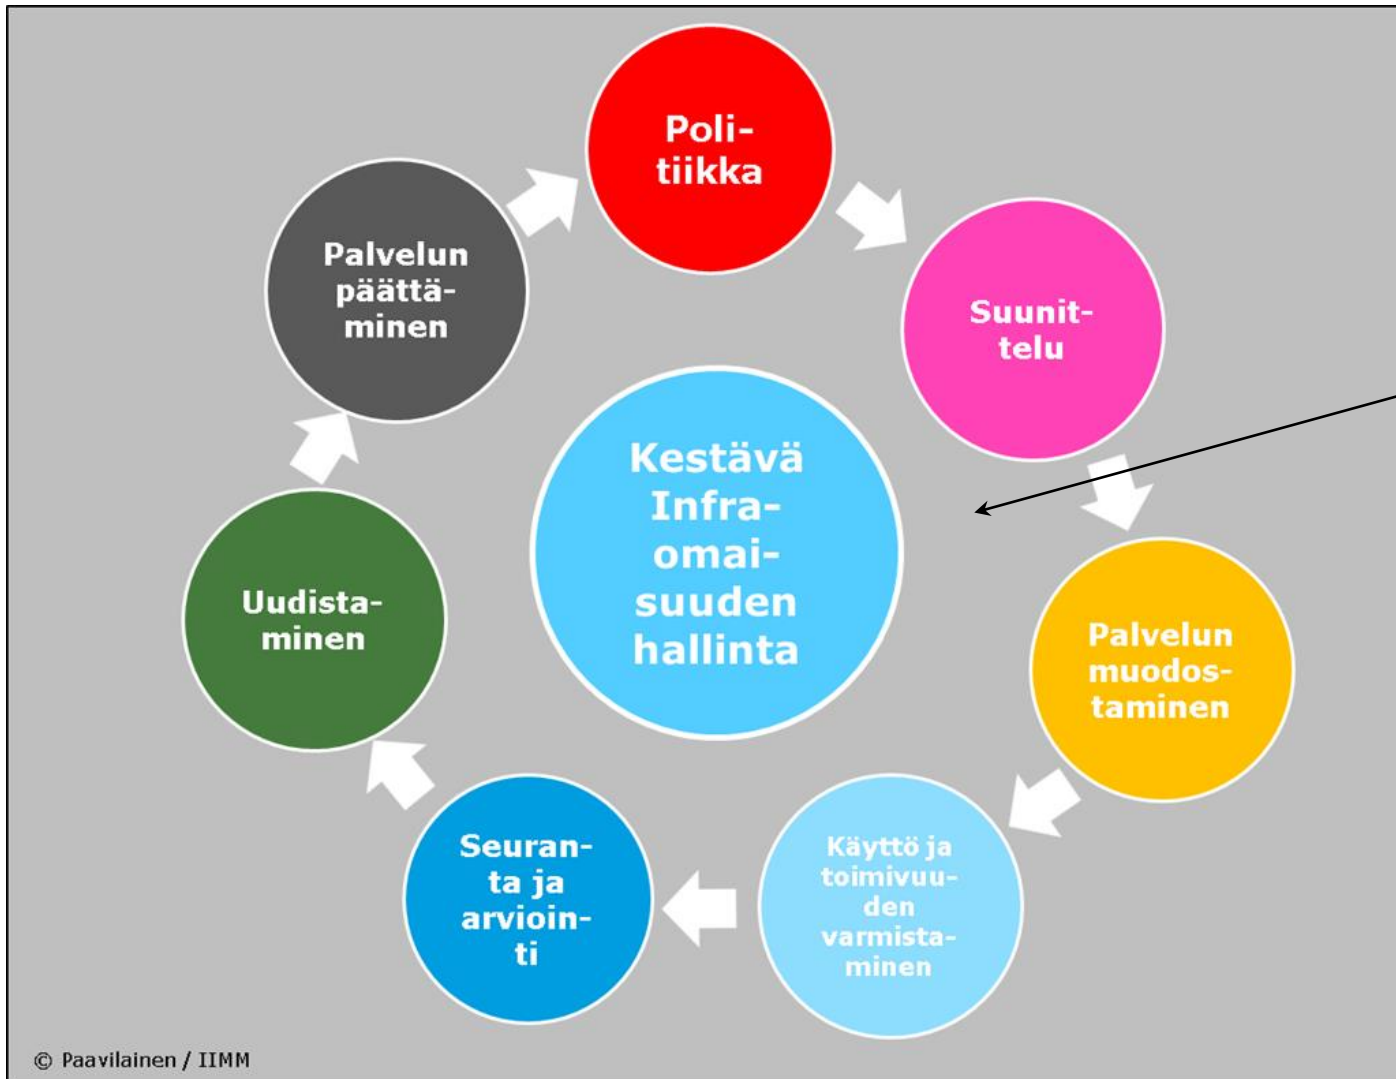 Poli-
tiikka
Suunit-
telu
Palvelun
muodos-
taminen
Käyttö ja
toimivuu-
den
varmista-
minen
Seuran-
ta ja
arvioin-
ti
Uudista-
minen
Palvelun
päättä-
minen
Kestävä
Infra-
omai-
suuden
hallinta
© Paavilainen / IIMM